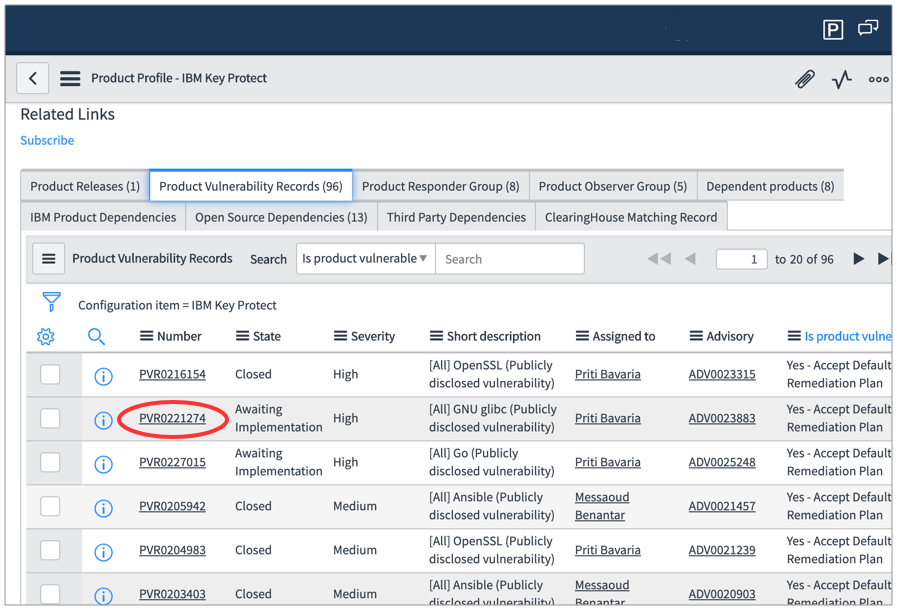 P
Product Profile - IBM Key Protect
Related Links
Subscribe
Product Releases (1) Product Vulnerability Records (96) Product Responder Group (8) Product Observer Group (5) Dependent products (8)
IBM Product Dependencies Open Source Dependencies (13) Third Party Dependencies ClearingHouse Matching Record
Product Vulnerability Records Search Is product vulnerable Search 1 to 20 of 96
Configuration item = IBM Key Protect
Number State Severity Short description Assigned to Advisory Is product vulne
PVR0216154 Closed High [All] OpenSSL (Publicly disclosed vulnerability) Priti Bavaria ADV0023315 Yes - Accept Default Remediation Plan
PVR0221274 Awaiting Implementation High [All] GNU glibc (Publicly disclosed vulnerability) Priti Bavaria ADV0023883 Yes - Accept Default Remediation Plan
PVR0227015 Awaiting Implementation High [All] Go (Publicly disclosed vulnerability) Priti Bavaria ADV0025248 Yes - Accept Default Remediation Plan
PVR0205942 Closed Medium [All] Ansible (Publicly disclosed vulnerability) Messaoud Benantar ADV0021457 Yes - Accept Default Remediation Plan
PVR0204983 Closed Medium [All] OpenSSL (Publicly disclosed vulnerability) Priti Bavaria ADV0021239 Yes - Accept Default Remediation Plan
PVR0203403 Closed Medium [All] Ansible (Publicly disclosed vulnerability) Messaoud Benantar ADV0020903 Yes - Accept Default Remediation Plan